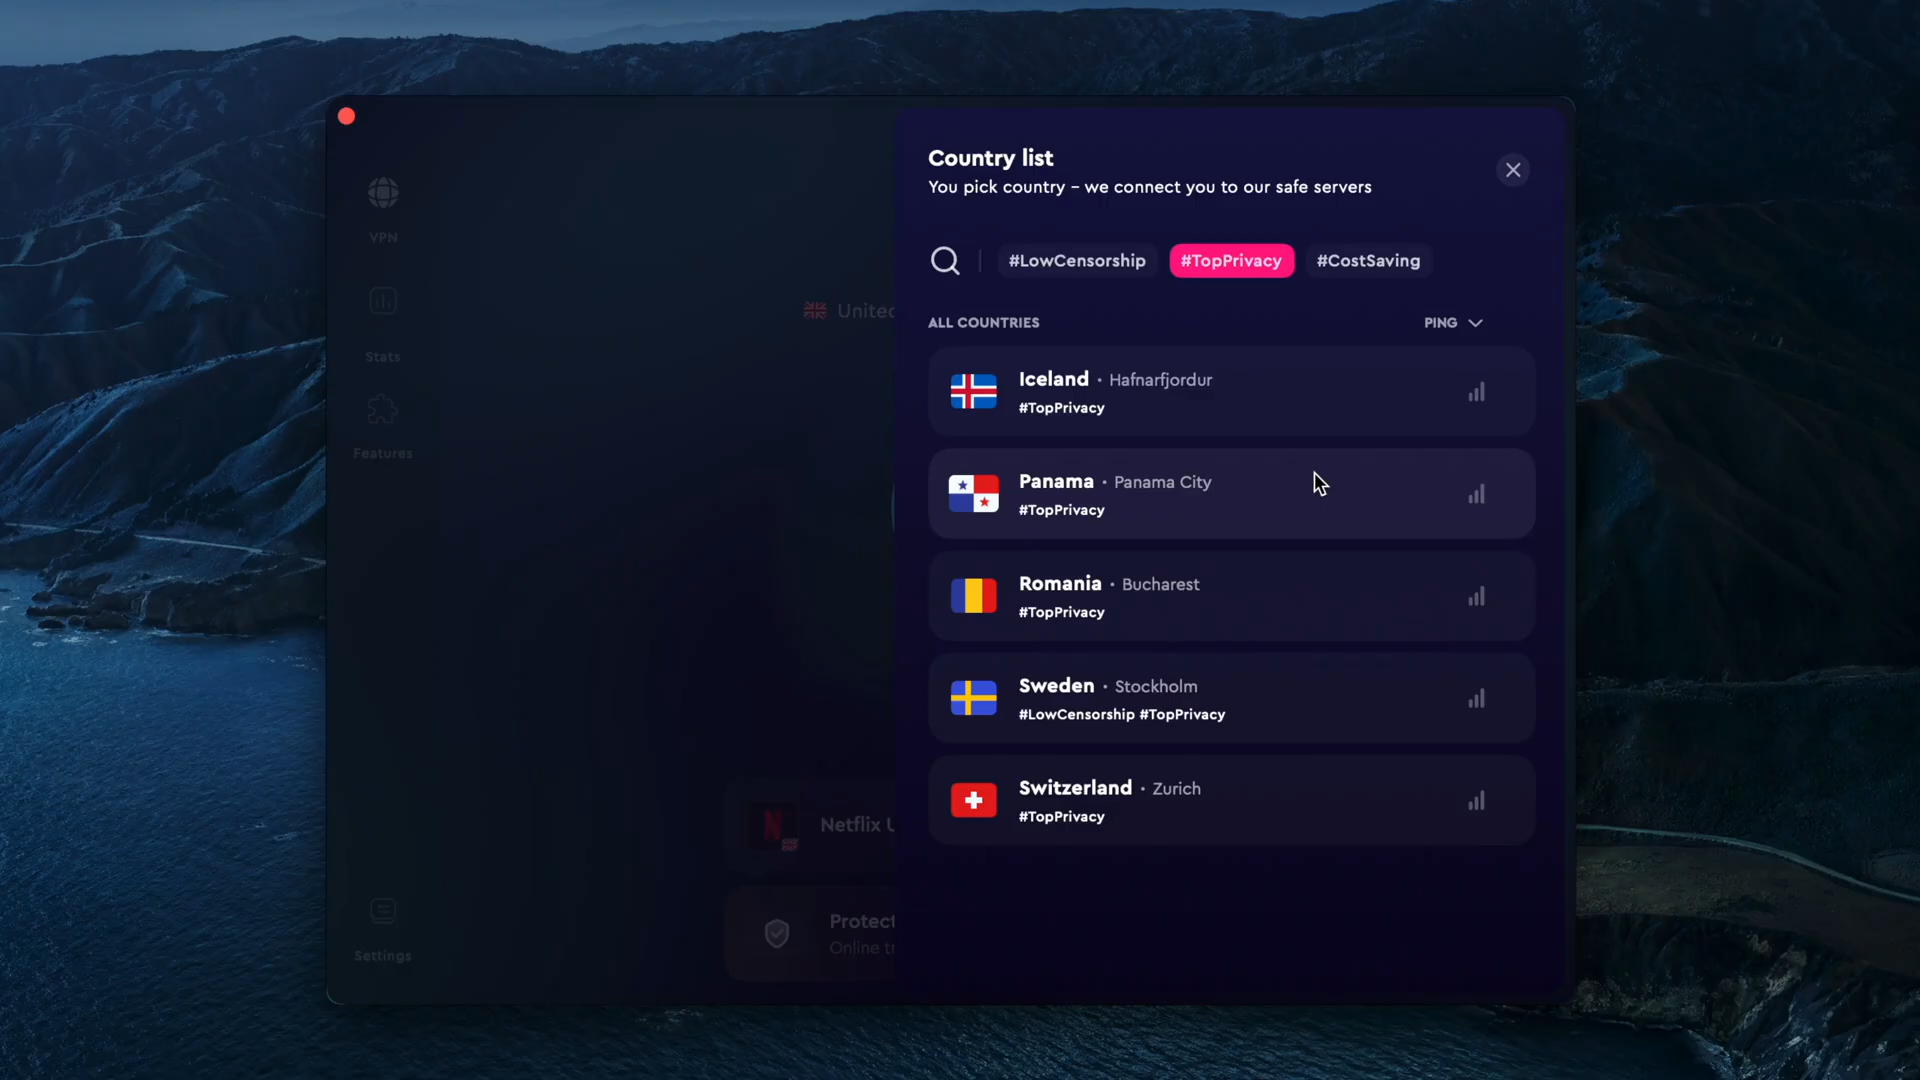 Country list
You pick country – we connect you to our safe servers
#LowCensorship #TopPrivacy #CostSaving
ALL COUNTRIES PING
Iceland · Hafnarfjordur
#TopPrivacy
Panama · Panama City
#TopPrivacy
Romania · Bucharest
#TopPrivacy
Sweden · Stockholm
#LowCensorship #TopPrivacy
Switzerland · Zurich
#TopPrivacy
VPN
Stats
Features
Settings
United
Netflix U
Protect
Online tr